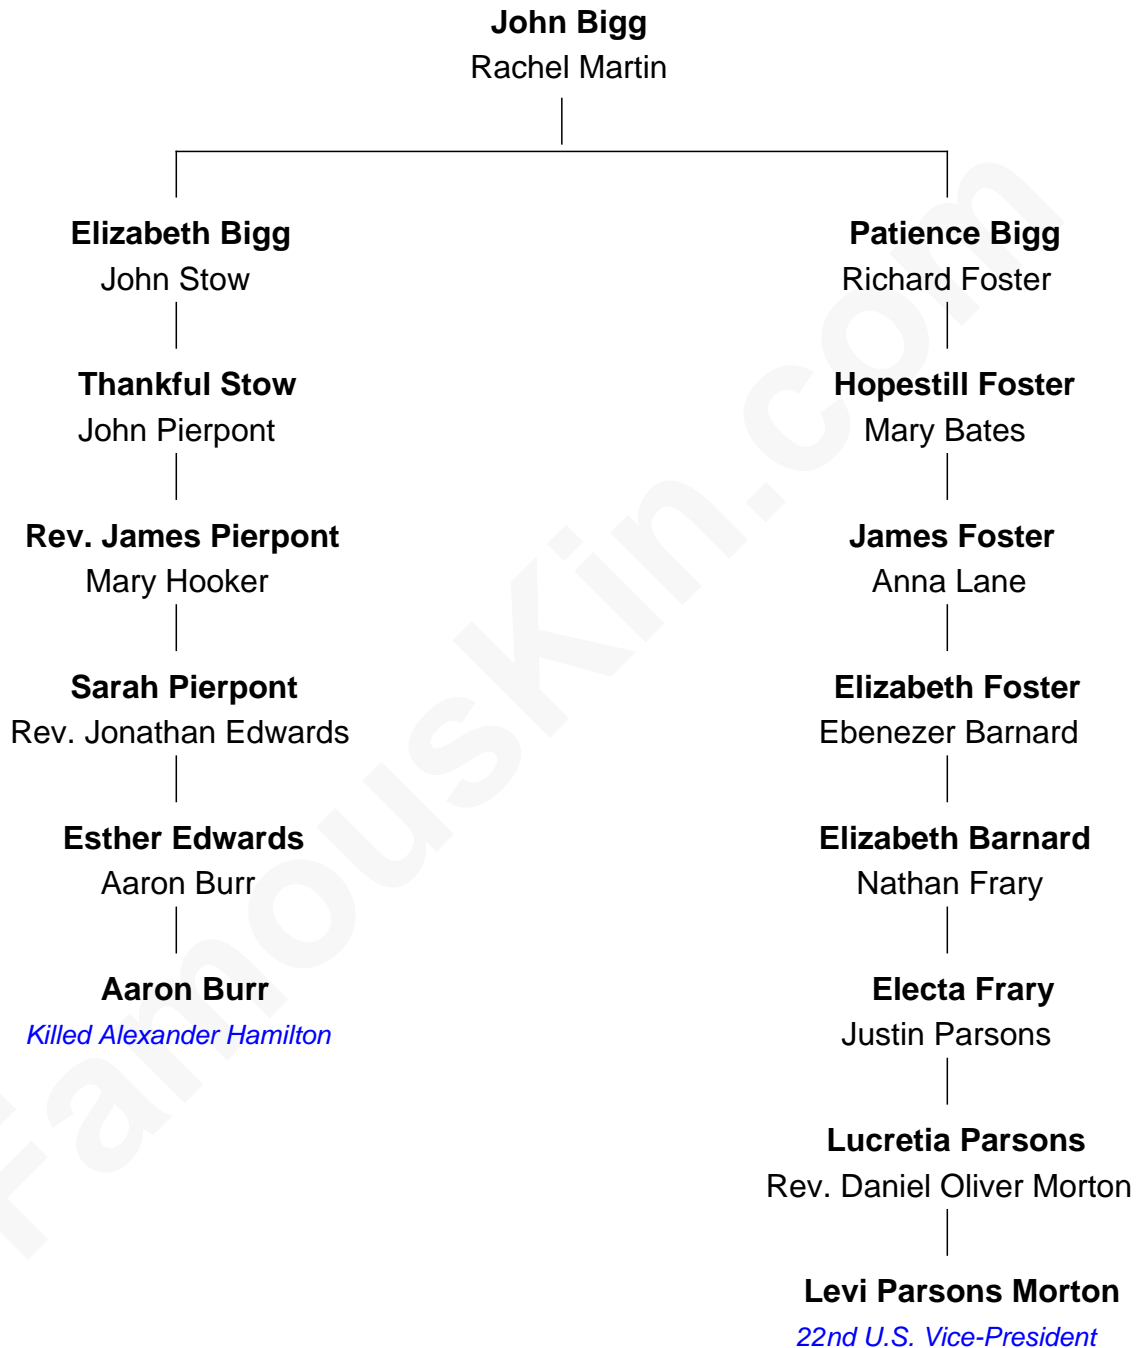 John Bigg
Rachel Martin
Elizabeth Bigg
John Stow
Patience Bigg
Richard Foster
Thankful Stow
John Pierpont
Hopestill Foster
Mary Bates
Rev. James Pierpont
Mary Hooker
James Foster
Anna Lane
Sarah Pierpont
Rev. Jonathan Edwards
Elizabeth Foster
Ebenezer Barnard
Esther Edwards
Aaron Burr
Elizabeth Barnard
Nathan Frary
Aaron Burr
Killed Alexander Hamilton
Electa Frary
Justin Parsons
Lucretia Parsons
Rev. Daniel Oliver Morton
Levi Parsons Morton
22nd U.S. Vice-President
FamousKin.com